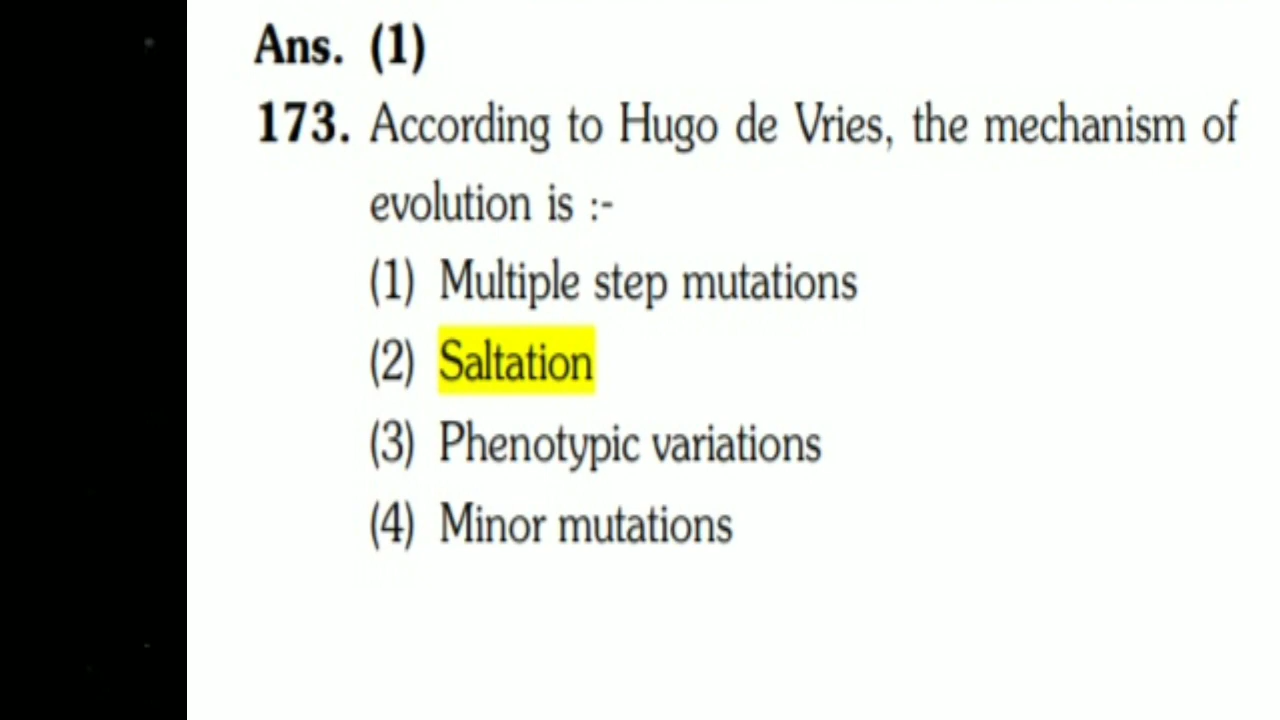 Ans. (1)
173. According to Hugo de Vries, the mechanism of
evolution is :-
(1) Multiple step mutations
(2) Saltation
(3) Phenotypic variations
(4) Minor mutations